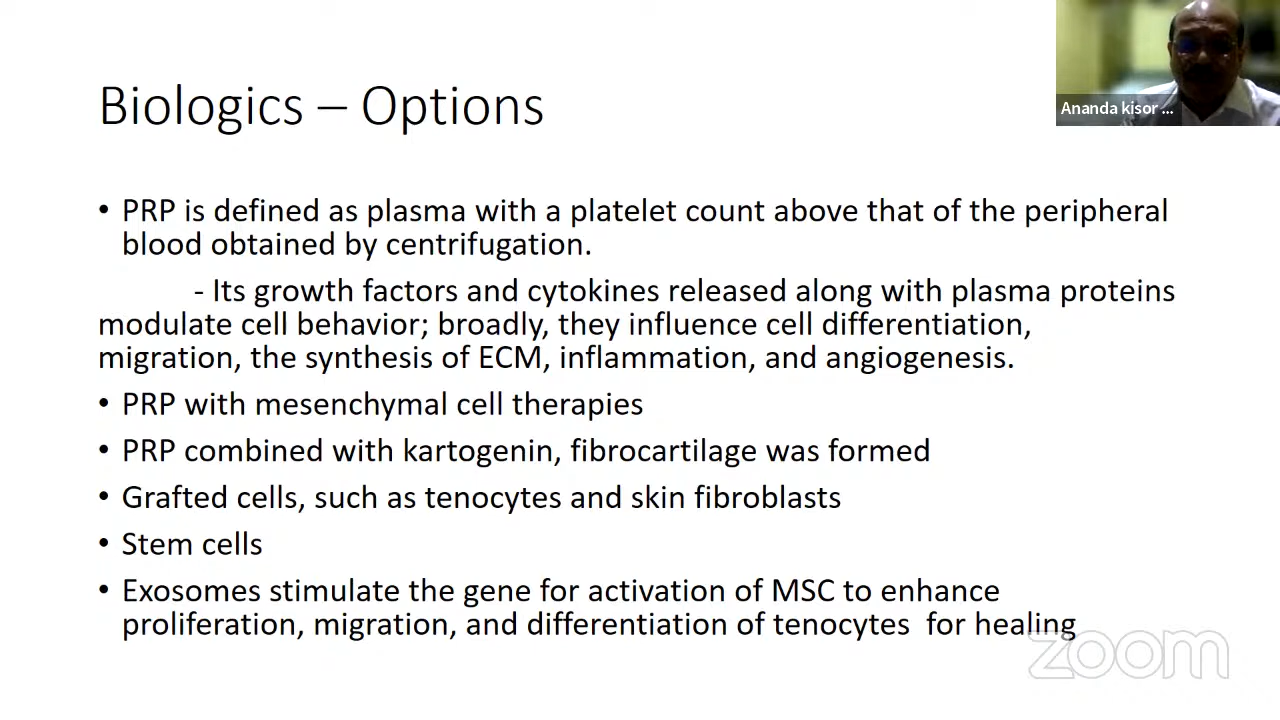 Ananda kisor ...
Biologics – Options
• PRP is defined as plasma with a platelet count above that of the peripheral
blood obtained by centrifugation.
- Its growth factors and cytokines released along with plasma proteins
modulate cell behavior; broadly, they influence cell differentiation,
migration, the synthesis of ECM, inflammation, and angiogenesis.
• PRP with mesenchymal cell therapies
• PRP combined with kartogenin, fibrocartilage was formed
• Grafted cells, such as tenocytes and skin fibroblasts
• Stem cells
• Exosomes stimulate the gene for activation of MSC to enhance
proliferation, migration, and differentiation of tenocytes  for healing
zoom